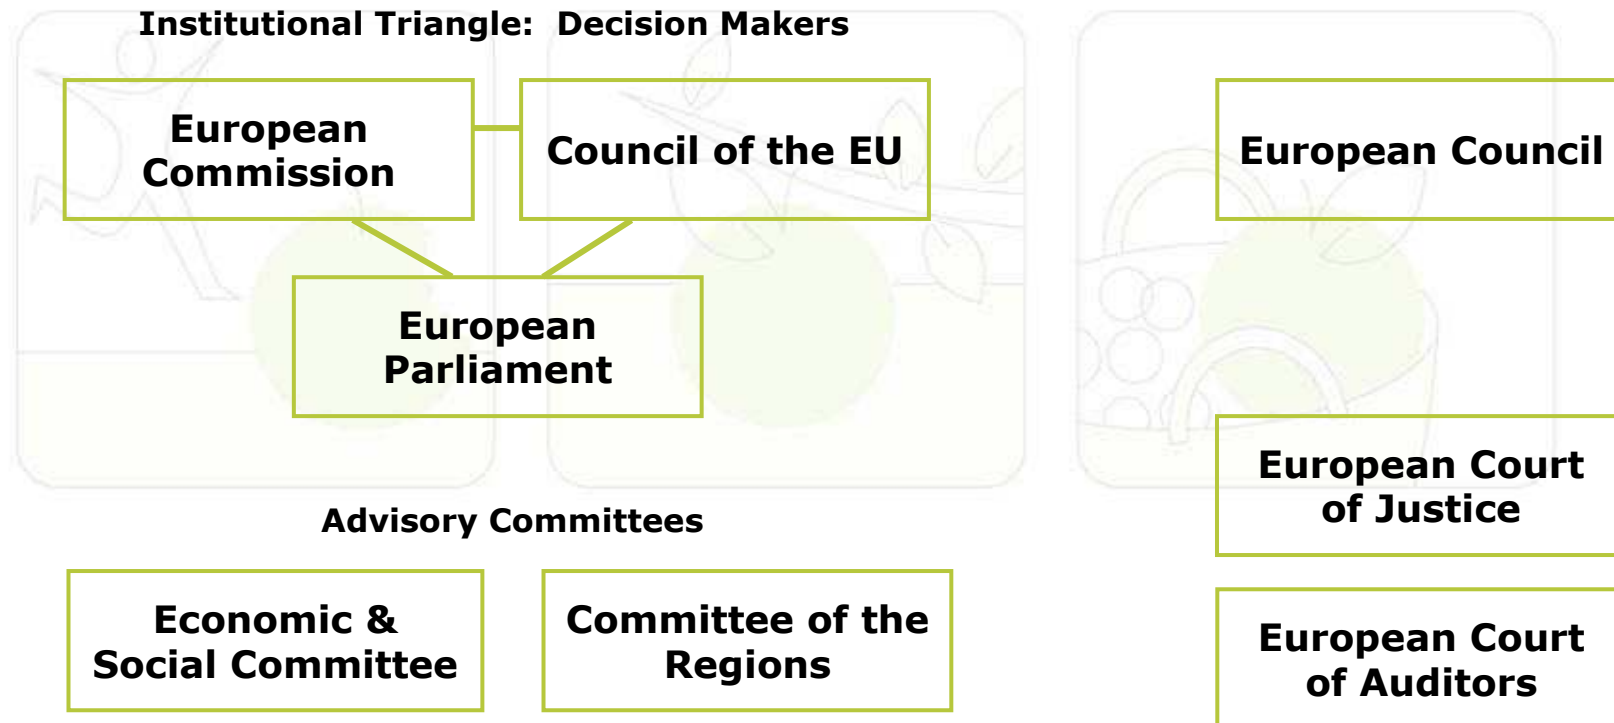 Institutional Triangle: Decision Makers
European
Commission
Council of the EU
European Council
European
Parliament
European Court
of Justice
Advisory Committees
Economic &
Social Committee
Committee of the
Regions
European Court
of Auditors